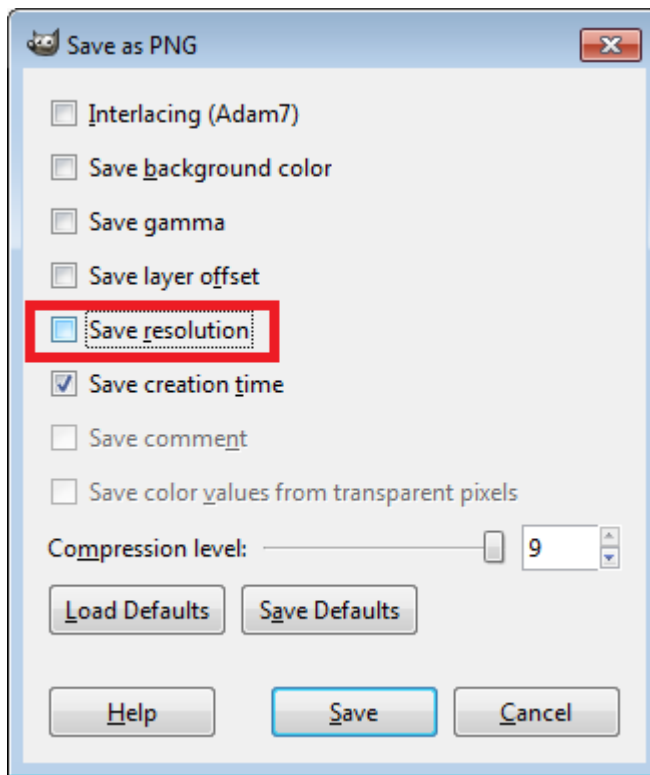 Save as PNG
Interlacing (Adam7)
Save background color
Save gamma
Save layer offset
Save resolution
Save creation time
Save comment
Save color values from transparent pixels
Compression level: 9
Load Defaults Save Defaults
Help Save Cancel